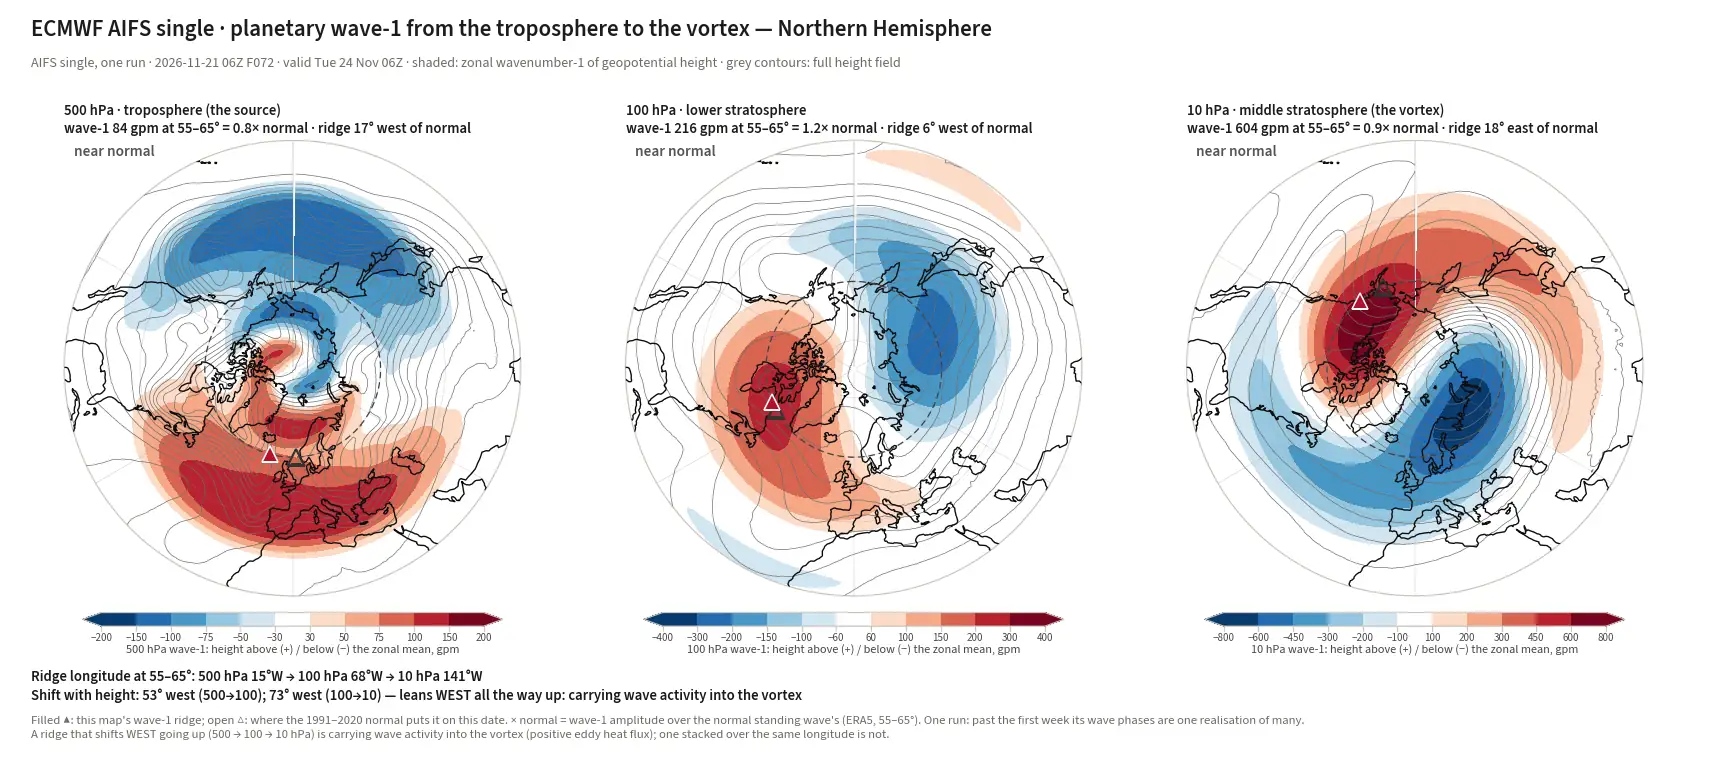 ECMWF AIFS single · planetary wave-1 from the troposphere to the vortex — Northern Hemisphere
AIFS single, one run · 2026-11-21 06Z F072 · valid Tue 24 Nov 06Z · shaded: zonal wavenumber-1 of geopotential height · grey contours: full height field
500 hPa · troposphere (the source)
wave-1 84 gpm at 55–65° = 0.8× normal · ridge 17° west of normal
near normal
100 hPa · lower stratosphere
wave-1 216 gpm at 55–65° = 1.2× normal · ridge 6° west of normal
near normal
10 hPa · middle stratosphere (the vortex)
wave-1 604 gpm at 55–65° = 0.9× normal · ridge 18° east of normal
near normal
−200 −150 −100 −75 −50 −30 30 50 75 100 150 200
500 hPa wave-1: height above (+) / below (−) the zonal mean, gpm
−400 −300 −200 −150 −100 −60 60 100 150 200 300 400
100 hPa wave-1: height above (+) / below (−) the zonal mean, gpm
−800 −600 −450 −300 −200 −100 100 200 300 450 600 800
10 hPa wave-1: height above (+) / below (−) the zonal mean, gpm
Ridge longitude at 55–65°: 500 hPa 15°W → 100 hPa 68°W → 10 hPa 141°W
Shift with height: 53° west (500→100); 73° west (100→10) — leans WEST all the way up: carrying wave activity into the vortex
Filled ▲: this map's wave-1 ridge; open △: where the 1991–2020 normal puts it on this date. × normal = wave-1 amplitude over the normal standing wave's (ERA5, 55–65°). One run: past the first week its wave phases are one realisation of many.
A ridge that shifts WEST going up (500 → 100 → 10 hPa) is carrying wave activity into the vortex (positive eddy heat flux); one stacked over the same longitude is not.